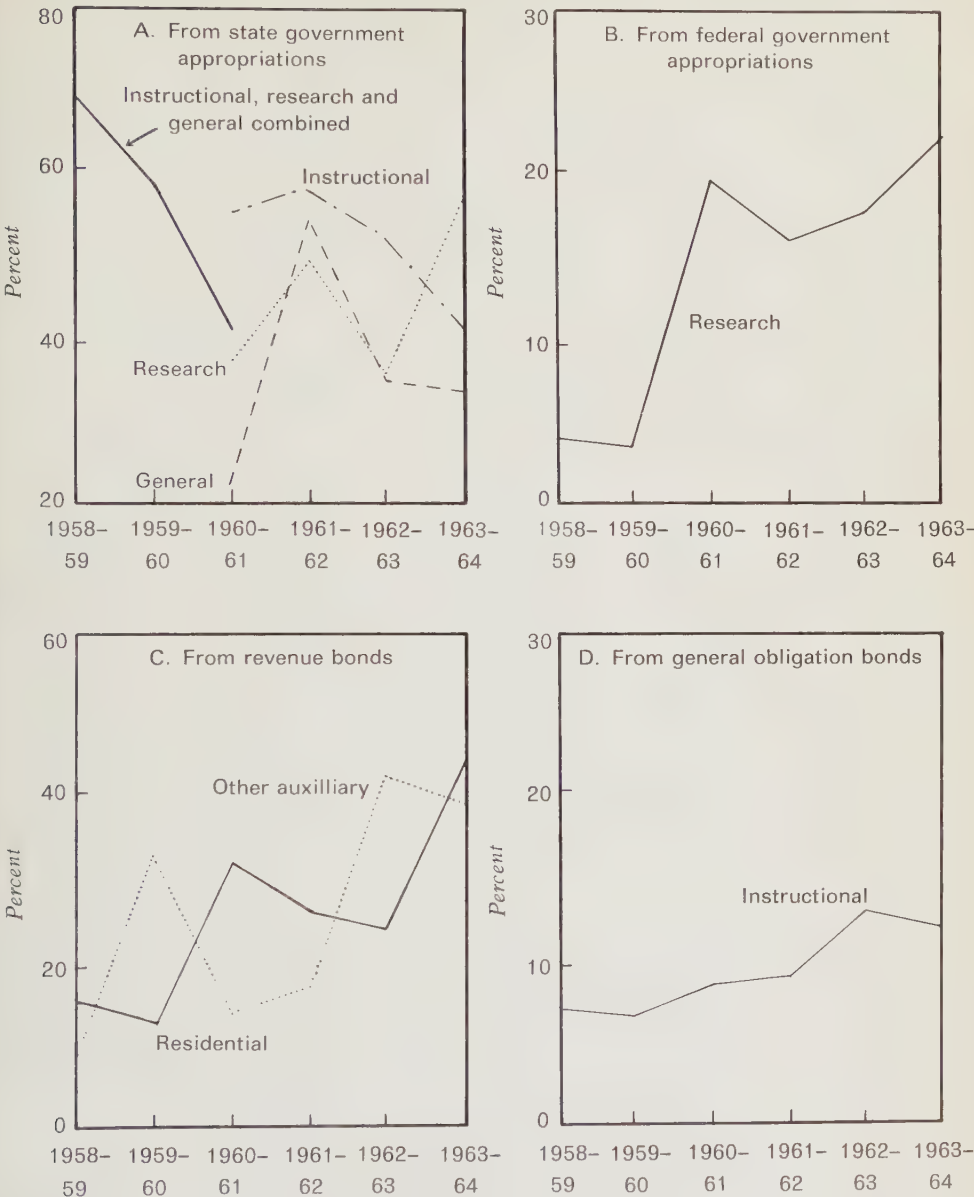 80
A. From state government
appropriations
Instructional, research and
general combined
60
Instructional
Percent
40
Research
General
20
1958– 1959– 1960– 1961– 1962– 1963–
59 60 61 62 63 64
30
B. From federal government
appropriations
20
Percent
10
Research
0
1958– 1959– 1960– 1961– 1962– 1963–
59 60 61 62 63 64
60
C. From revenue bonds
40
Other auxilliary
Percent
20
Residential
0
1958– 1959– 1960– 1961– 1962– 1963–
59 60 61 62 63 64
30
D. From general obligation bonds
20
Percent
Instructional
10
0
1958– 1959– 1960– 1961– 1962– 1963–
59 60 61 62 63 64